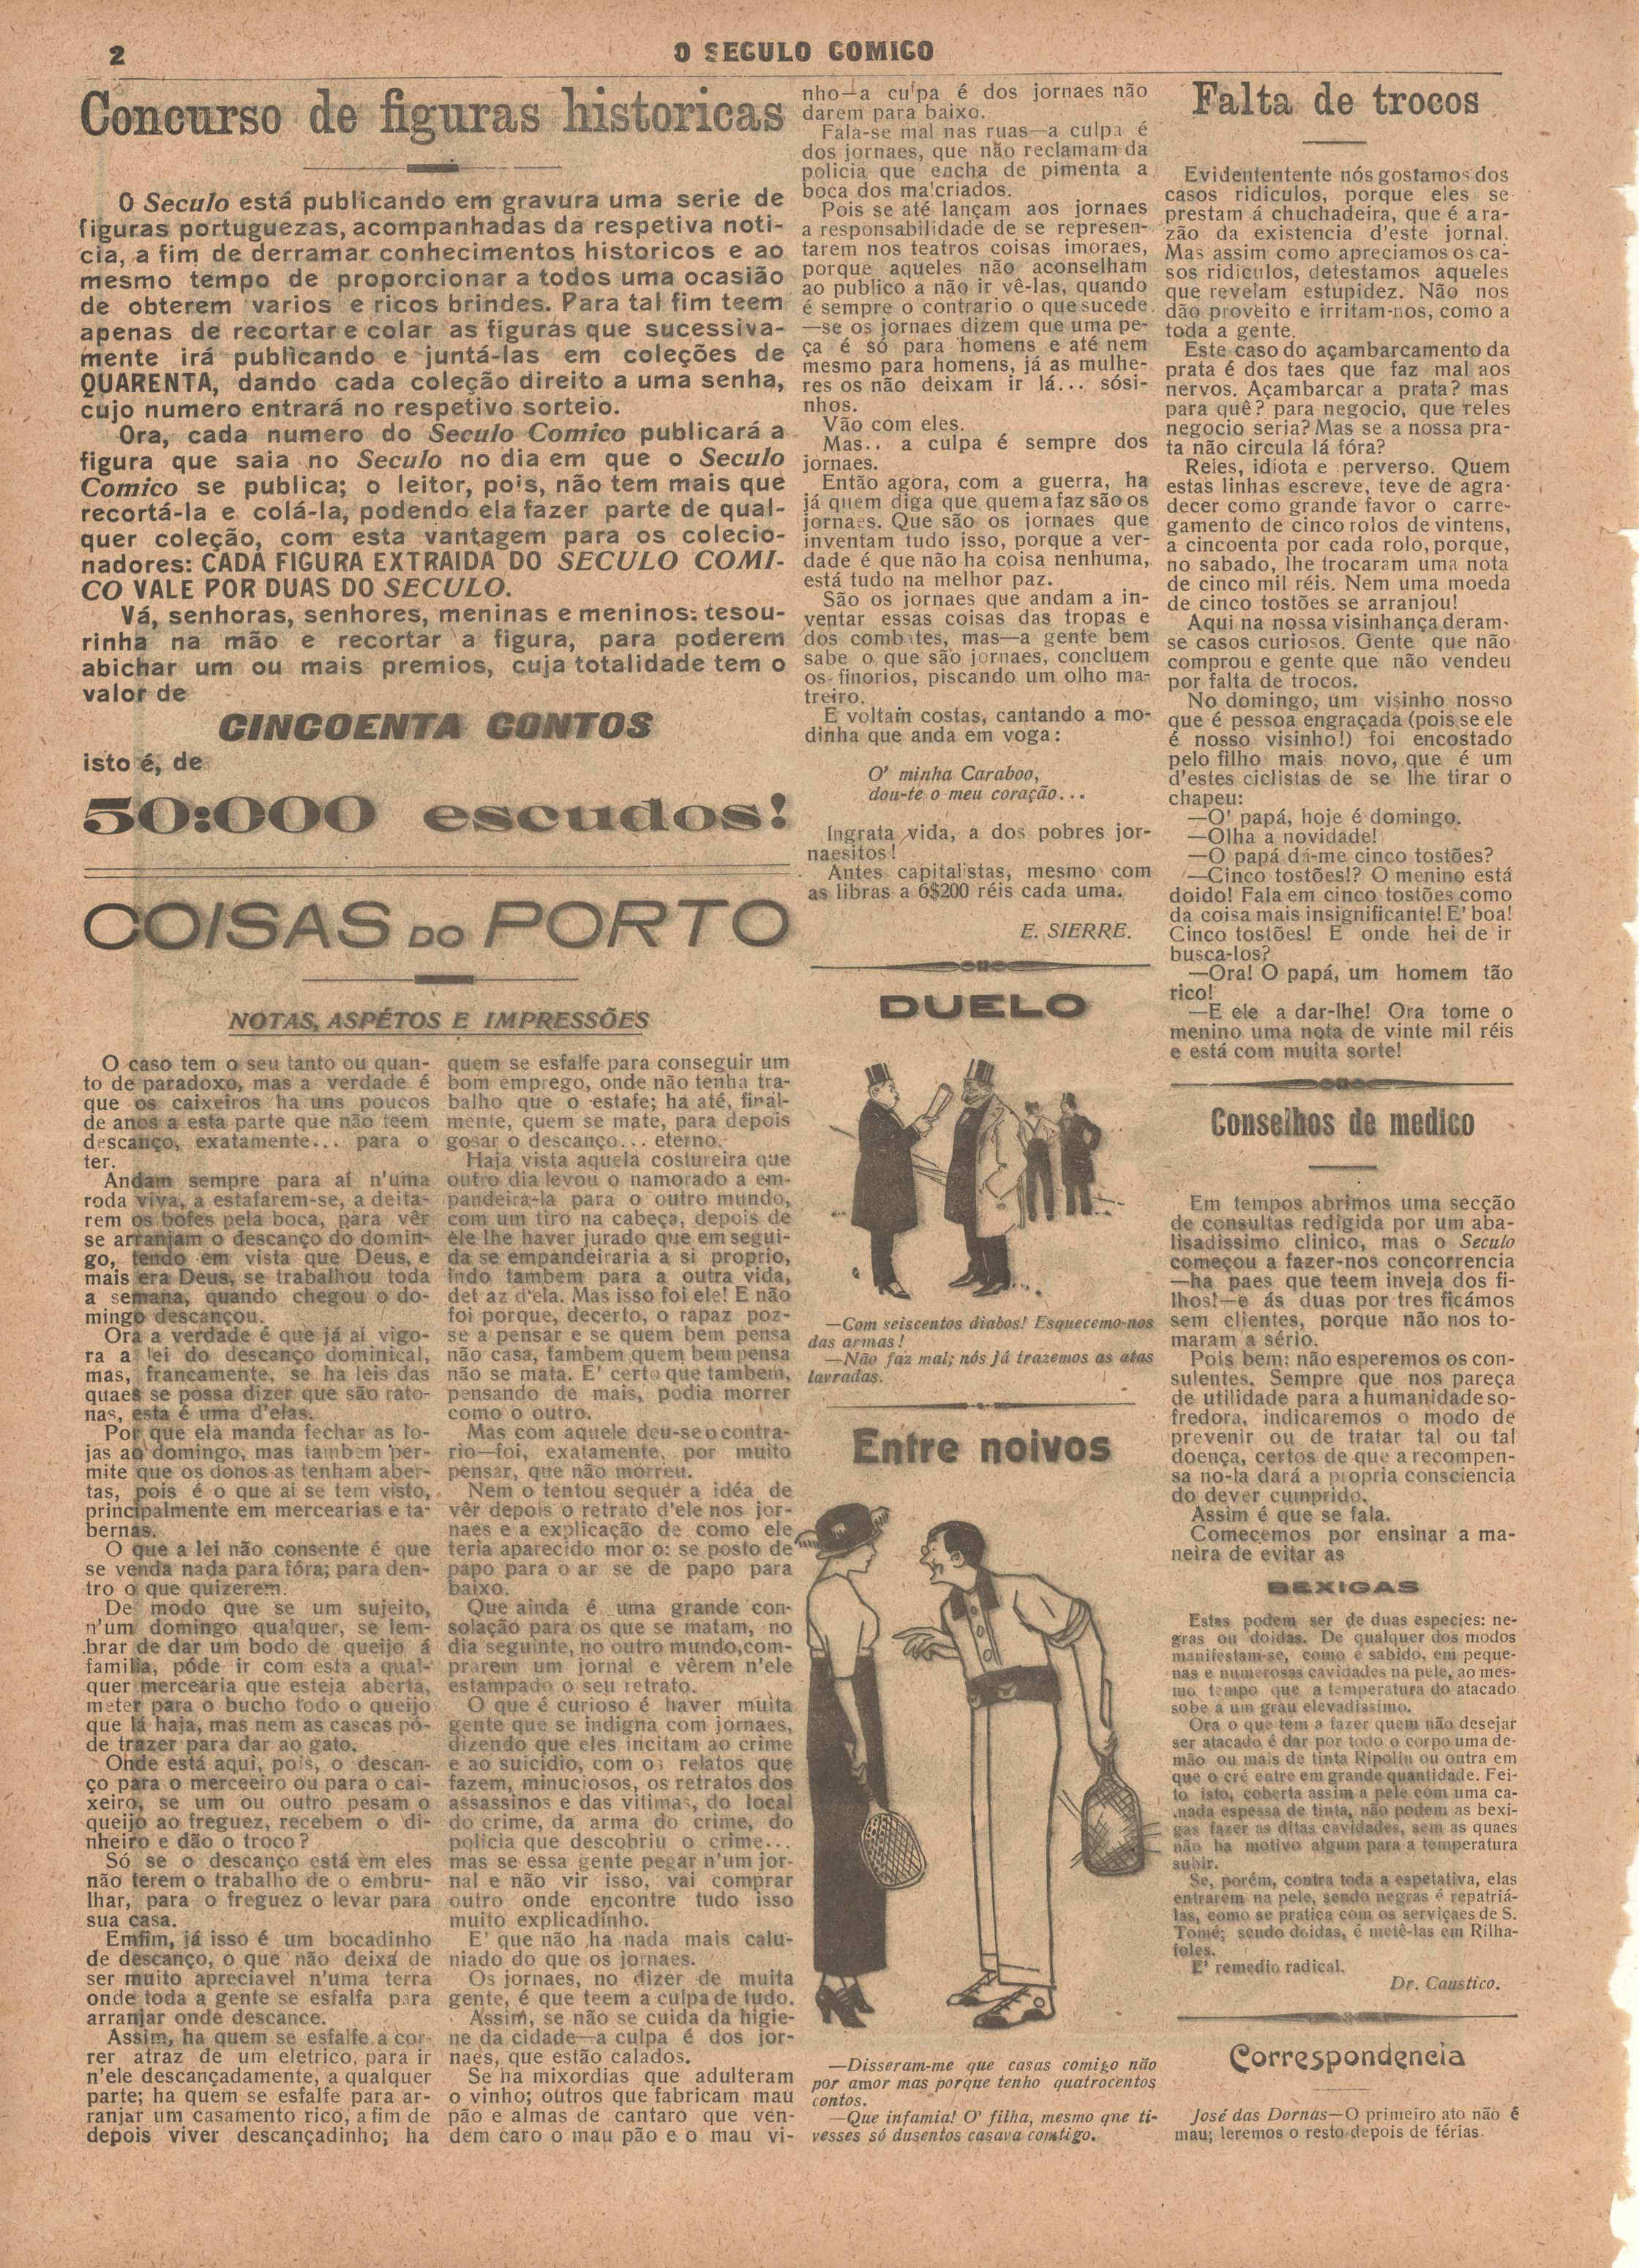 2
O SECULO COMICO
Concurso de figuras historicas
O Seculo está publicando em gravura uma serie de
figuras portuguezas, acompanhadas da respetiva noti-
cia, a fim de derramar conhecimentos historicos e ao
mesmo tempo de proporcionar a todos uma ocasião
de obterem varios e ricos brindes. Para tal fim teem
apenas de recortar e colar as figuras que sucessiva-
mente irá publicando e juntá-las em coleções de
QUARENTA, dando cada coleção direito a uma senha,
cujo numero entrará no respetivo sorteio.
Ora, cada numero do Seculo Comico publicará a
figura que saia no Seculo no dia em que o Seculo
Comico se publica; o leitor, pois, não tem mais que
recortá-la e colá-la, podendo ela fazer parte de qual-
quer coleção, com esta vantagem para os colecio-
nadores: CADA FIGURA EXTRAIDA DO SECULO COMI-
CO VALE POR DUAS DO SECULO.
Vá, senhoras, senhores, meninas e meninos: tesou-
rinha na mão e recortar a figura, para poderem
abichar um ou mais premios, cuja totalidade tem o
valor de
CINCOENTA CONTOS
isto é, de
50:000 escudos!
COISAS DO PORTO
NOTAS, ASPÉTOS E IMPRESSÕES
O caso tem o seu tanto ou quan-
to de paradoxo, mas a verdade é
que os caixeiros ha uns poucos
de anos a esta parte que não teem
descanço, exatamente... para o
ter.
Andam sempre para aí n'uma
roda viva, a estafarem-se, a deita-
rem os bofes pela boca, para vêr
se arranjam o descanço do domin-
go, tendo em vista que Deus, e
mais era Deus, se trabalhou toda
a semana, quando chegou o do-
mingo descançou.
Ora a verdade é que já aí vigo-
ra a lei do descanço dominical,
mas, francamente, se ha leis das
quaes se possa dizer que são rato-
nas, esta é uma d'elas.
Por que ela manda fechar as lo-
jas ao domingo, mas tambem per-
mite que os donos as tenham aber-
tas, pois é o que aí se tem visto,
principalmente em mercearias e ta-
bernas.
O que a lei não consente é que
se venda nada para fóra; para den-
tro o que quizerem.
De modo que se um sujeito,
n'um domingo qualquer, se lem-
brar de dar um bodo de queijo á
familia, póde ir com esta a qual-
quer mercearia que esteja aberta,
meter para o bucho todo o queijo
que lá haja, mas nem as cascas pó-
de trazer para dar ao gato.
Onde está aqui, pois, o descan-
ço para o merceeiro ou para o cai-
xeiro, se um ou outro pesam o
queijo ao freguez, recebem o di-
nheiro e dão o troco?
Só se o descanço está em eles
não terem o trabalho de o embru-
lhar, para o freguez o levar para
sua casa.
Emfim, já isso é um bocadinho
de descanço, o que não deixa de
ser muito apreciavel n'uma terra
onde toda a gente se esfalfa para
arranjar onde descance.
Assim, ha quem se esfalfe a cor-
rer atraz de um eletrico, para ir
n'ele descançadamente, a qualquer
parte; ha quem se esfalfe para ar-
ranjar um casamento rico, a fim de
depois viver descançadinho; ha
quem se esfalfe para conseguir um
bom emprego, onde não tenha tra-
balho que o estafe; ha até, final-
mente, quem se mate, para depois
gosar o descanço... eterno.
Haja vista aquela costureira que
outro dia levou o namorado a em-
pandeira-la para o outro mundo,
com um tiro na cabeça, depois de
ele lhe haver jurado que em segui-
da se empandeiraria a si proprio,
indo tambem para a outra vida,
det az d'ela. Mas isso foi ele! E não
foi porque, decerto, o rapaz poz-
se a pensar e se quem bem pensa
não casa, tambem quem bem pensa
não se mata. E' certo que tambem,
pensando de mais, podia morrer
como o outro.
Mas com aquele deu-se o contra-
rio—foi, exatamente, por muito
pensar, que não morreu.
Nem o tentou sequer a idéa de
vêr depois o retrato d'ele nos jor-
naes e a explicação de como ele
teria aparecido mor o: se posto de
papo para o ar se de papo para
baixo.
Que ainda é uma grande con-
solação para os que se matam, no
dia seguinte, no outro mundo, com-
prarem um jornal e vêrem n'ele
estampado o seu retrato.
O que é curioso é haver muita
gente que se indigna com jornaes,
dizendo que eles incitam ao crime
e ao suicidio, com os relatos que
fazem, minuciosos, os retratos dos
assassinos e das vitimas, do local
do crime, da arma do crime, do
policia que descobriu o crime...
mas se essa gente pegar n'um jor-
nal e não vir isso, vai comprar
outro onde encontre tudo isso
muito explicadinho.
E' que não ha nada mais calu-
niado do que os jornaes.
Os jornaes, no dizer de muita
gente, é que teem a culpa de tudo.
Assim, se não se cuida da higie-
ne da cidade—a culpa é dos jor-
naes, que estão calados.
Se ha mixordias que adulteram
o vinho; outros que fabricam mau
pão e almas de cantaro que ven-
dem caro o mau pão e o mau vi-
nho—a culpa é dos jornaes não
darem para baixo.
Fala-se mal nas ruas—a culpa é
dos jornaes, que não reclamam da
policia que encha de pimenta a
boca dos malcriados.
Pois se até lançam aos jornaes
a responsabilidade de se represen-
tarem nos teatros coisas imoraes,
porque aqueles não aconselham
ao publico a não ir vê-las, quando
é sempre o contrario o que sucede
—se os jornaes dizem que uma pe-
ça é só para homens e até nem
mesmo para homens, já as mulhe-
res os não deixam ir lá... sósi-
nhos.
Vão com eles.
Mas.. a culpa é sempre dos
jornaes.
Então agora, com a guerra, ha
já quem diga que quem a faz são os
jornaes. Que são os jornaes que
inventam tudo isso, porque a ver-
dade é que não ha coisa nenhuma,
está tudo na melhor paz.
São os jornaes que andam a in-
ventar essas coisas das tropas e
dos combates, mas—a gente bem
sabe o que são jornaes, concluem
os finorios, piscando um olho ma-
treiro.
E voltam costas, cantando a mo-
dinha que anda em voga:
O' minha Caraboo,
dou-te o meu coração...
Ingrata vida, a dos pobres jor-
naesitos!
Antes capitalistas, mesmo com
as libras a 6$200 réis cada uma.
E. SIERRE.
DUELO
—Com seiscentos diabos! Esquecemo-nos
das armas!
—Não faz mal; nós já trazemos as atas
lavradas.
Entre noivos
—Disseram-me que casas comigo não
por amor mas porque tenho quatrocentos
contos.
—Que infamia! O' filha, mesmo qne ti-
vesses só dusentos casava comtigo.
Falta de trocos
Evidententente nós gostamos dos
casos ridiculos, porque eles se
prestam á chuchadeira, que é a ra-
zão da existencia d'este jornal.
Mas assim como apreciamos os ca-
sos ridiculos, detestamos aqueles
que revelam estupidez. Não nos
dão proveito e irritam-nos, como a
toda a gente.
Este caso do açambarcamento da
prata é dos taes que faz mal aos
nervos. Açambarcar a prata? mas
para quê? para negocio, que reles
negocio seria? Mas se a nossa pra-
ta não circula lá fóra?
Reles, idiota e perverso. Quem
estas linhas escreve, teve de agra-
decer como grande favor o carre-
gamento de cinco rolos de vintens,
a cincoenta por cada rolo, porque,
no sabado, lhe trocaram uma nota
de cinco mil réis. Nem uma moeda
de cinco tostões se arranjou!
Aqui na nossa visinhança deram-
se casos curiosos. Gente que não
comprou e gente que não vendeu
por falta de trocos.
No domingo, um visinho nosso
que é pessoa engraçada (pois se ele
é nosso visinho!) foi encostado
pelo filho mais novo, que é um
d'estes ciclistas de se lhe tirar o
chapeu:
—O' papá, hoje é domingo.
—Olha a novidade!
—O papá dá-me cinco tostões?
—Cinco tostões!? O menino está
doido! Fala em cinco tostões como
da coisa mais insignificante! E' boa!
Cinco tostões! E onde hei de ir
busca-los?
—Ora! O papá, um homem tão
rico!
—E ele a dar-lhe! Ora tome o
menino uma nota de vinte mil réis
e está com muita sorte!
Conselhos de medico
Em tempos abrimos uma secção
de consultas redigida por um aba-
lisadissimo clinico, mas o Seculo
começou a fazer-nos concorrencia
—ha paes que teem inveja dos fi-
lhos!—e ás duas por tres ficámos
sem clientes, porque não nos to-
maram a sério.
Pois bem: não esperemos os con-
sulentes. Sempre que nos pareça
de utilidade para a humanidade so-
fredora, indicaremos o modo de
prevenir ou de tratar tal ou tal
doença, certos de que a recompen-
sa no-la dará a propria consciencia
do dever cumprido.
Assim é que se fala.
Comecemos por ensinar a ma-
neira de evitar as
BEXIGAS
Estas podem ser de duas especies: ne-
gras ou doidas. De qualquer dos modos
manifestam-se, como é sabido, em peque-
nas e numerosas cavidades na pele, ao mes-
mo tempo que a temperatura do atacado
sobe a um grau elevadissimo.
Ora o que tem a fazer quem não desejar
ser atacado é dar por todo o corpo uma de-
mão ou mais de tinta Ripolin ou outra em
que o cré entre em grande quantidade. Fei-
to isto, coberta assim a pele com uma ca-
mada espessa de tinta, não podem as bexi-
gas fazer as ditas cavidades, sem as quaes
não ha motivo algum para a temperatura
subir.
Se, porém, contra toda a espetativa, elas
entrarem na pele, sendo negras é repatriá-
las, como se pratica com os serviçaes de S.
Tomé; sendo doidas, é metê-las em Rilha-
foles.
E' remedio radical.
Dr. Caustico.
Correspondencia
José das Dornas—O primeiro ato não é
mau; leremos o resto depois de férias.